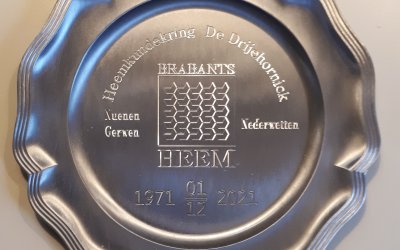 Heemkundekring De Drijehornick
BRABANTS
Nuenen
Gerwen
Nederwetten
HEEM
1971 01/12 2021